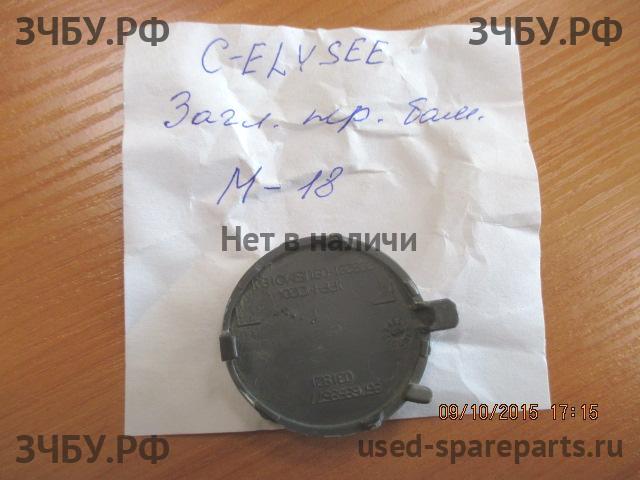 ЗЧБУ.РФ
ЗЧБУ.РФ
C-ELYSEE
Загл. пр. бам.
М-18
Нет в наличии
09/10/2015 17:15
ЗЧБУ.РФ
used-spareparts.ru